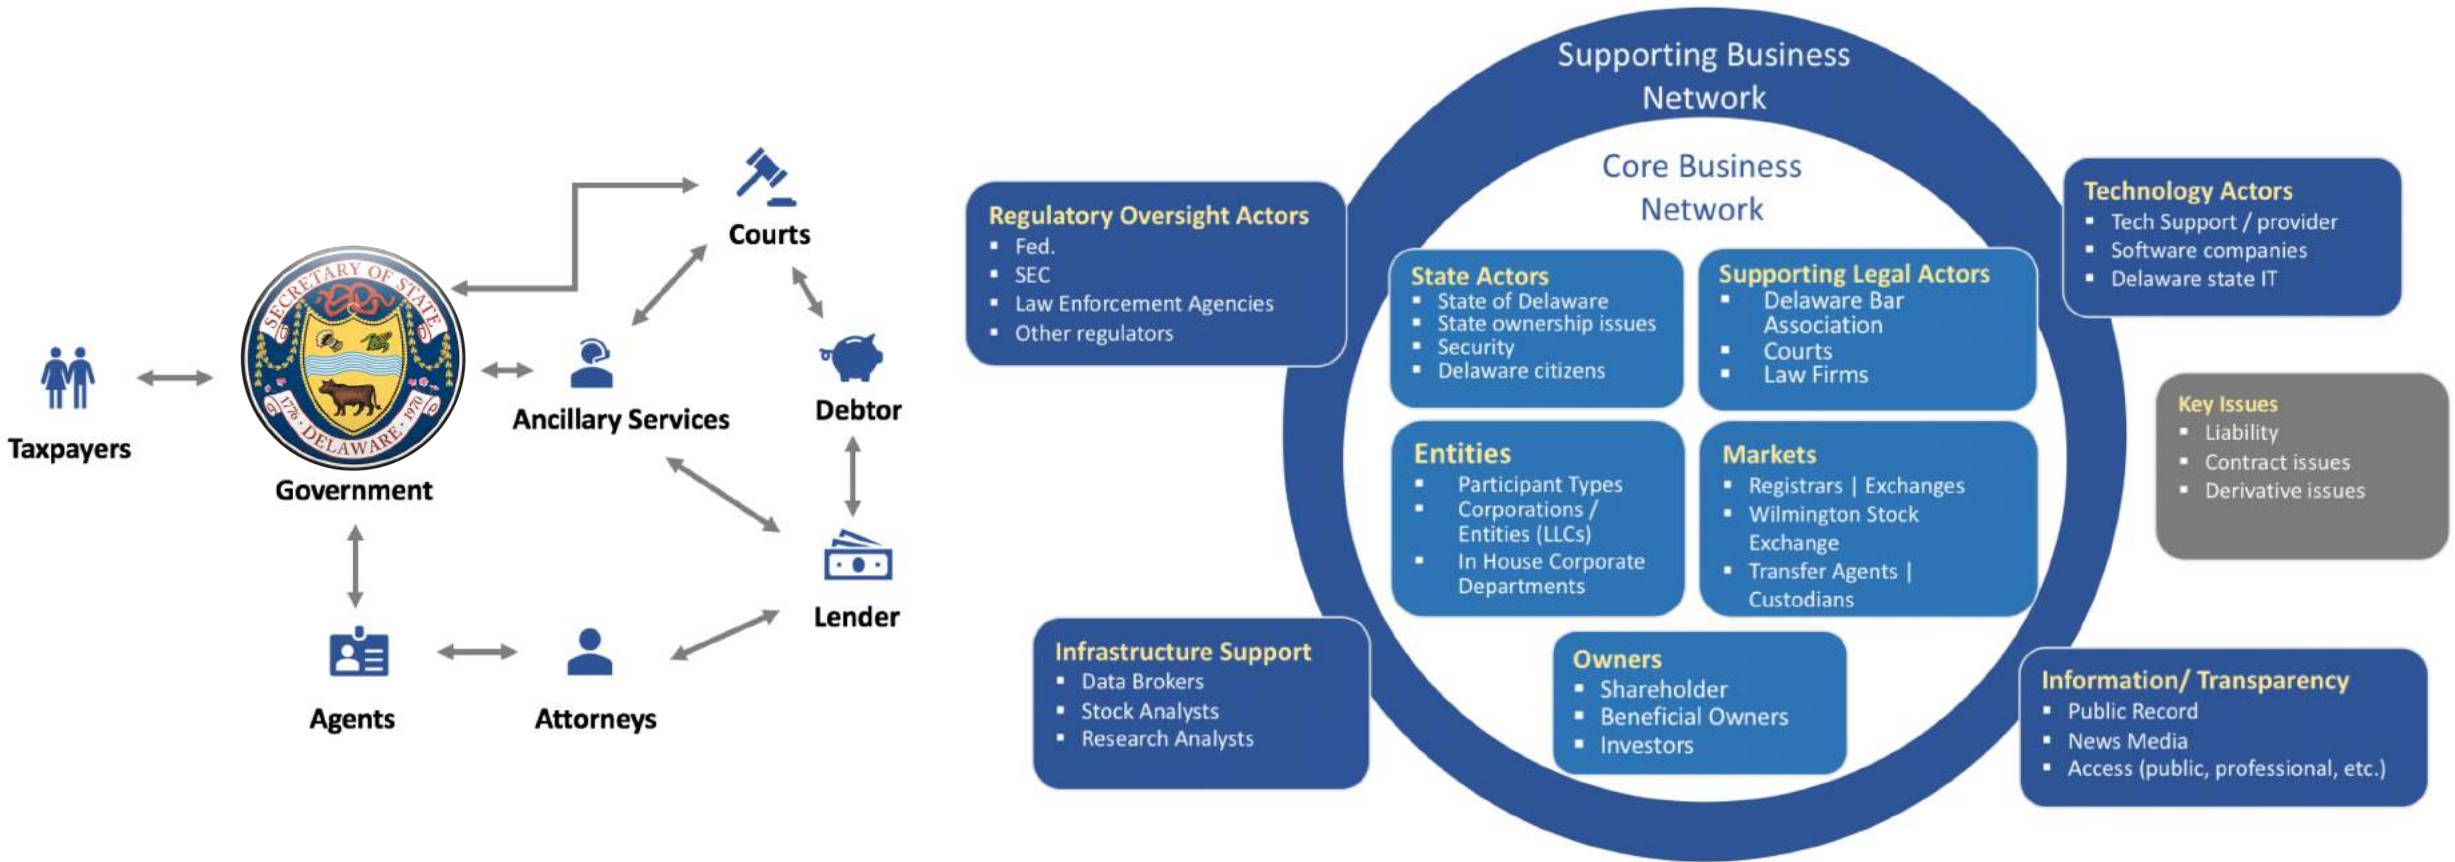 Taxpayers
SECRETARY OF STATE
1776 · DELAWARE · 1970
Government
Courts
Ancillary Services
Debtor
Lender
Agents
Attorneys
Supporting Business
Network
Core Business
Network
Regulatory Oversight Actors
▪ Fed.
▪ SEC
▪ Law Enforcement Agencies
▪ Other regulators
State Actors
▪ State of Delaware
▪ State ownership issues
▪ Security
▪ Delaware citizens
Supporting Legal Actors
▪ Delaware Bar
Association
▪ Courts
▪ Law Firms
Technology Actors
▪ Tech Support / provider
▪ Software companies
▪ Delaware state IT
Entities
▪ Participant Types
▪ Corporations /
Entities (LLCs)
▪ In House Corporate
Departments
Markets
▪ Registrars | Exchanges
▪ Wilmington Stock
Exchange
▪ Transfer Agents |
Custodians
Key Issues
▪ Liability
▪ Contract issues
▪ Derivative issues
Infrastructure Support
▪ Data Brokers
▪ Stock Analysts
▪ Research Analysts
Owners
▪ Shareholder
▪ Beneficial Owners
▪ Investors
Information/ Transparency
▪ Public Record
▪ News Media
▪ Access (public, professional, etc.)